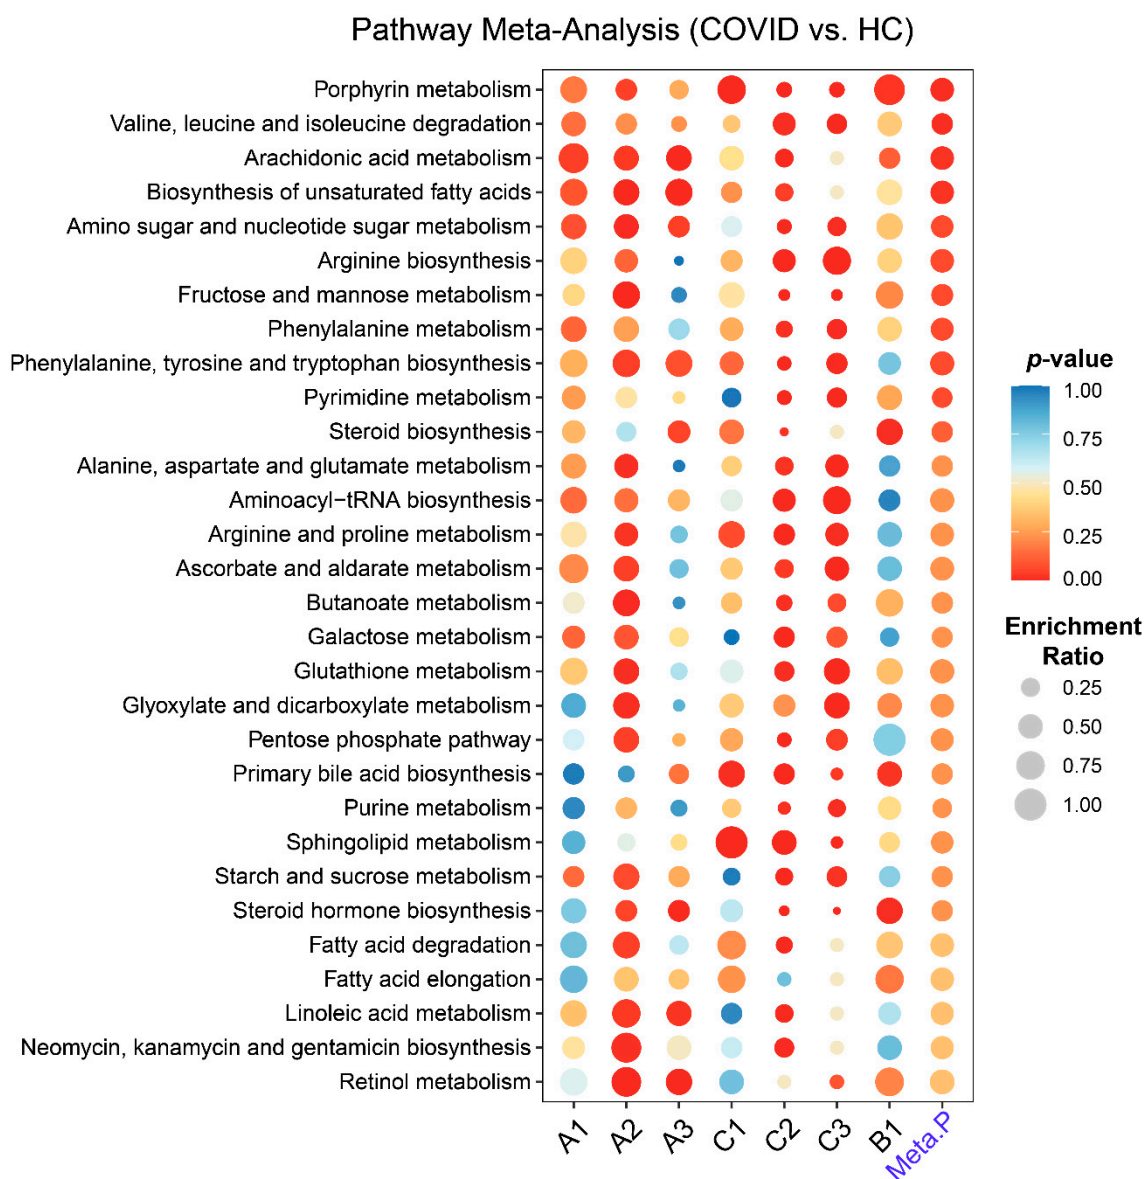 Pathway Meta-Analysis (COVID vs. HC)
Porphyrin metabolism
Valine, leucine and isoleucine degradation
Arachidonic acid metabolism
Biosynthesis of unsaturated fatty acids
Amino sugar and nucleotide sugar metabolism
Arginine biosynthesis
Fructose and mannose metabolism
Phenylalanine metabolism
Phenylalanine, tyrosine and tryptophan biosynthesis
Pyrimidine metabolism
Steroid biosynthesis
Alanine, aspartate and glutamate metabolism
Aminoacyl−tRNA biosynthesis
Arginine and proline metabolism
Ascorbate and aldarate metabolism
Butanoate metabolism
Galactose metabolism
Glutathione metabolism
Glyoxylate and dicarboxylate metabolism
Pentose phosphate pathway
Primary bile acid biosynthesis
Purine metabolism
Sphingolipid metabolism
Starch and sucrose metabolism
Steroid hormone biosynthesis
Fatty acid degradation
Fatty acid elongation
Linoleic acid metabolism
Neomycin, kanamycin and gentamicin biosynthesis
Retinol metabolism
A1 A2 A3 C1 C2 C3 B1 Meta.P
p-value
1.00
0.75
0.50
0.25
0.00
Enrichment
Ratio
0.25
0.50
0.75
1.00